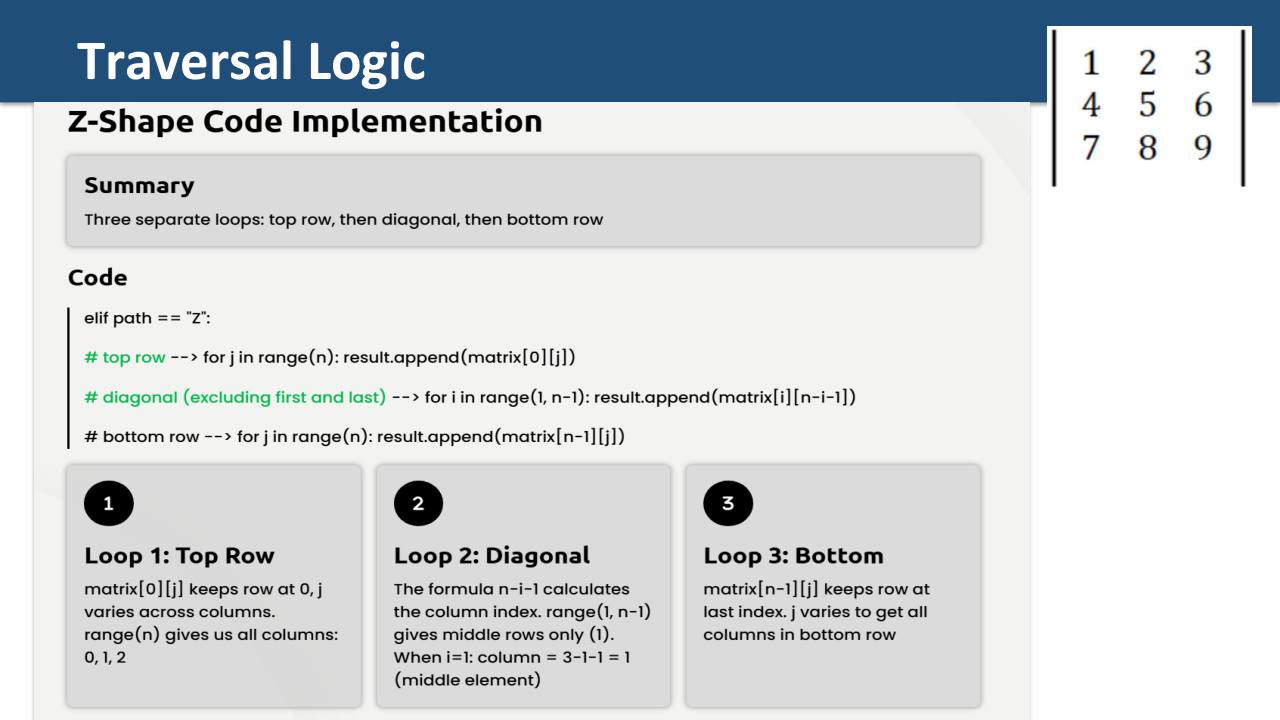 Traversal Logic
1 2 3
4 5 6
7 8 9
Z-Shape Code Implementation
Summary
Three separate loops: top row, then diagonal, then bottom row
Code
elif path == "Z":
# top row --> for j in range(n): result.append(matrix[0][j])
# diagonal (excluding first and last) --> for i in range(1, n-1): result.append(matrix[i][n-i-1])
# bottom row --> for j in range(n): result.append(matrix[n-1][j])
1
Loop 1: Top Row
matrix[0][j] keeps row at 0, j
varies across columns.
range(n) gives us all columns:
0, 1, 2
2
Loop 2: Diagonal
The formula n-i-1 calculates
the column index. range(1, n-1)
gives middle rows only (1).
When i=1: column = 3-1-1 = 1
(middle element)
3
Loop 3: Bottom
matrix[n-1][j] keeps row at
last index. j varies to get all
columns in bottom row